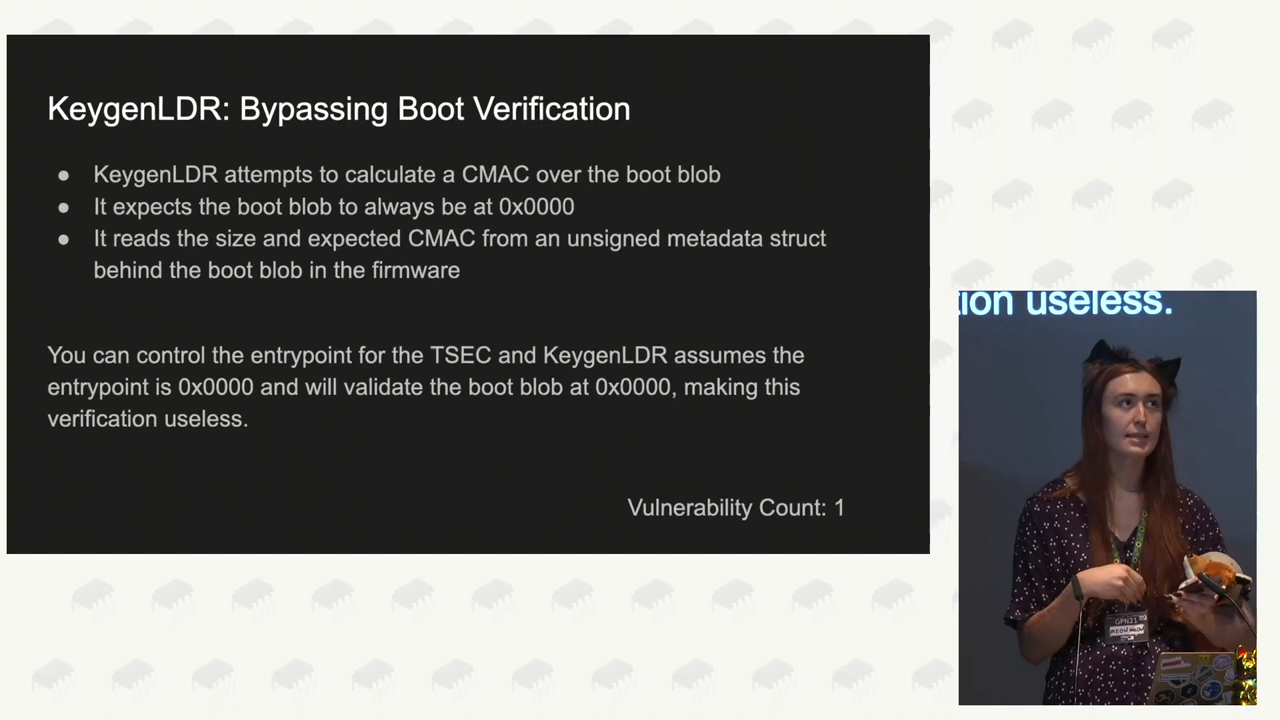 KeygenLDR: Bypassing Boot Verification
● KeygenLDR attempts to calculate a CMAC over the boot blob
● It expects the boot blob to always be at 0x0000
● It reads the size and expected CMAC from an unsigned metadata struct
behind the boot blob in the firmware
You can control the entrypoint for the TSEC and KeygenLDR assumes the
entrypoint is 0x0000 and will validate the boot blob at 0x0000, making this
verification useless.
Vulnerability Count: 1
tion useless.
GPN21
MEOW MEOW